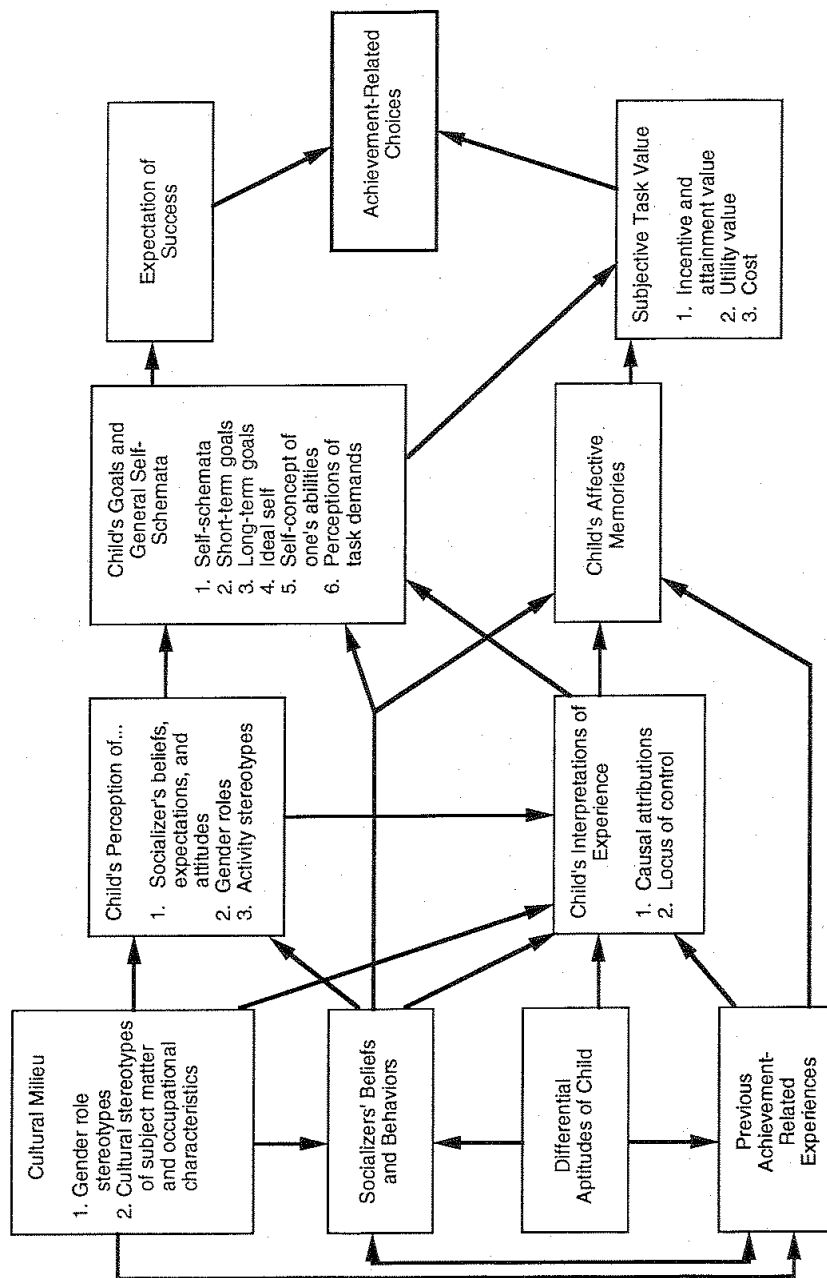 Cultural Milieu
1. Gender role
stereotypes
2. Cultural stereotypes
of subject matter
and occupational
characteristics
Socializers' Beliefs
and Behaviors
Differential
Aptitudes of Child
Previous
Achievement-
Related
Experiences
Child's Perception of...
1. Socializer's beliefs,
expectations, and
attitudes
2. Gender roles
3. Activity stereotypes
Child's Interpretations of
Experience
1. Causal attributions
2. Locus of control
Child's Goals and
General Self-
Schemata
1. Self-schemata
2. Short-term goals
3. Long-term goals
4. Ideal self
5. Self-concept of
one's abilities
6. Perceptions of
task demands
Child's Affective
Memories
Expectation of
Success
Subjective Task Value
1. Incentive and
attainment value
2. Utility value
3. Cost
Achievement-Related
Choices